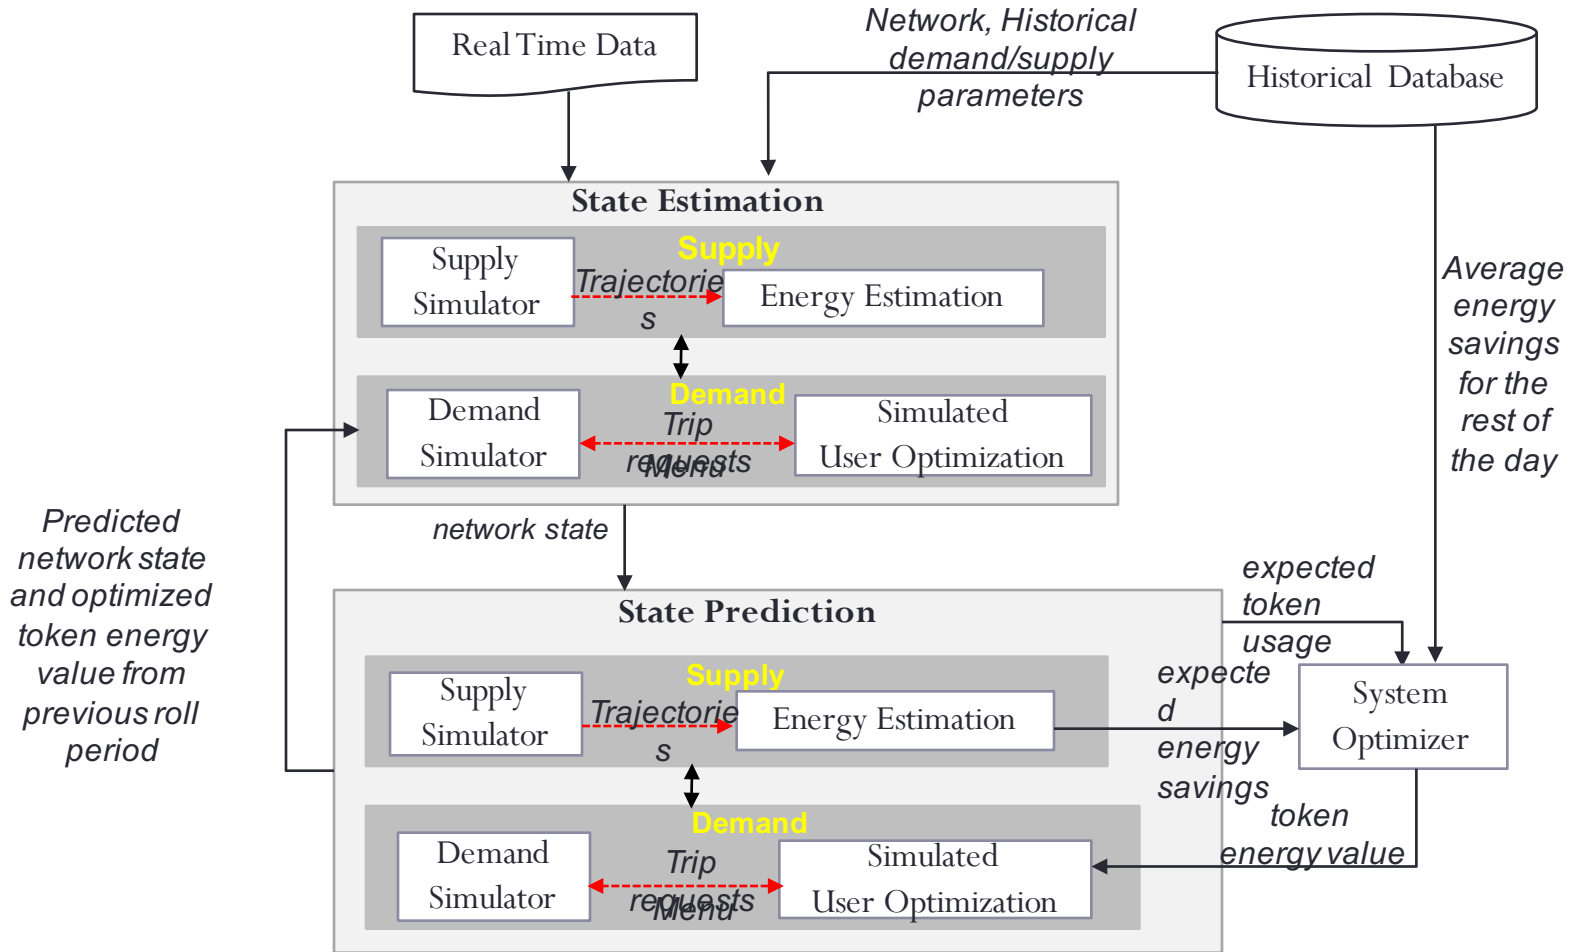 Real Time Data
Network, Historical
demand/supply
parameters
Historical Database
State Estimation
Supply
Supply
Simulator
Trajectorie
s
Energy Estimation
Demand
Demand
Simulator
Trip
requests
Menu
Simulated
User Optimization
Average
energy
savings
for the
rest of
the day
network state
Predicted
network state
and optimized
token energy
value from
previous roll
period
State Prediction
expected
token
usage
Supply
Supply
Simulator
Trajectorie
s
Energy Estimation
expecte
d
energy
savings
System
Optimizer
Demand
Demand
Simulator
Trip
requests
Menu
Simulated
User Optimization
token
energy value